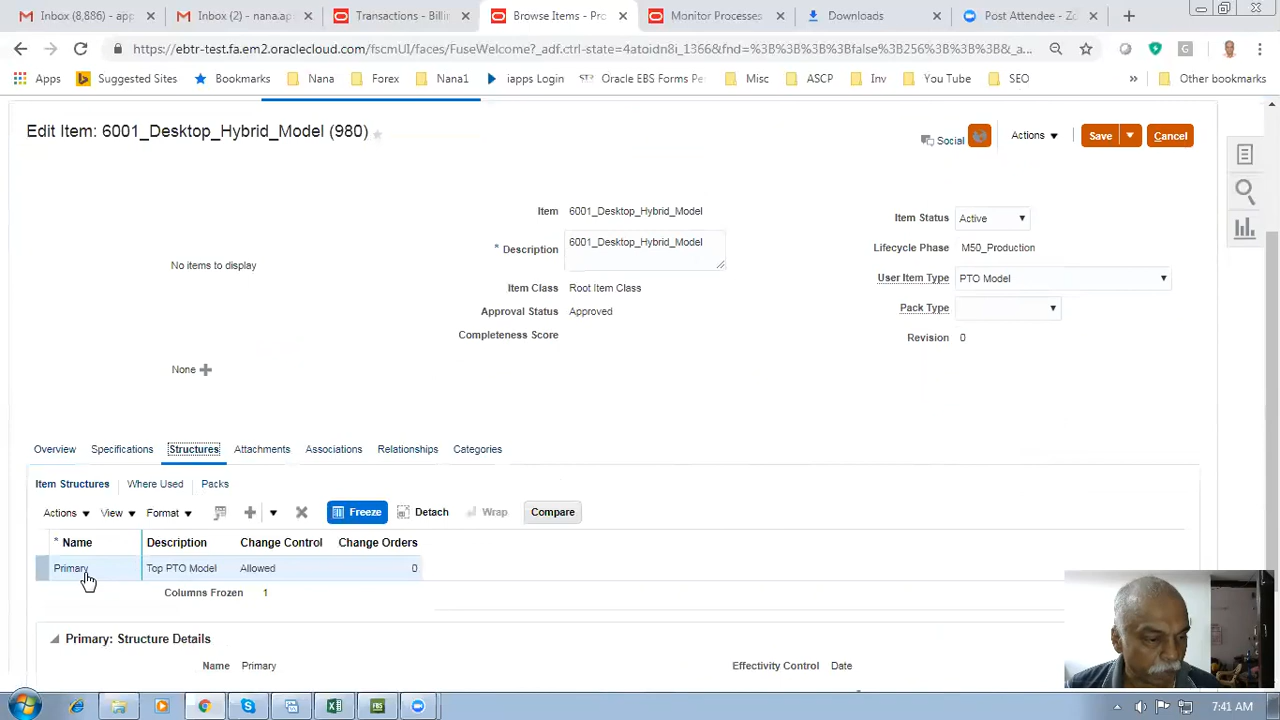 Inbox (8,886) - app
Inbox (2) - nana.ap
Transactions - Billin
Browse Items - Pro
Monitor Processes
Downloads
Post Attendee - Zo
https://ebtr-test.fa.em2.oraclecloud.com/fscmUI/faces/FuseWelcome?_adf.ctrl-state=4atoidn8i_1366&fnd=%3B%3B%3B%3Bfalse%3B256%3B%3B%3B&_a...
Apps
Suggested Sites
Bookmarks
Nana
Forex
Nana1
iapps Login
Oracle EBS Forms Pe
Misc
ASCP
Inv
You Tube
SEO
»
Other bookmarks
Edit Item: 6001_Desktop_Hybrid_Model (980)
Social
Actions
Save
Cancel
Item 6001_Desktop_Hybrid_Model
* Description 6001_Desktop_Hybrid_Model
Item Class Root Item Class
Approval Status Approved
Completeness Score
No items to display
None
Item Status Active
Lifecycle Phase M50_Production
User Item Type PTO Model
Pack Type
Revision 0
Overview Specifications Structures Attachments Associations Relationships Categories
Item Structures Where Used Packs
Actions View Format Freeze Detach Wrap Compare
* Name Description Change Control Change Orders
Primary Top PTO Model Allowed 0
Columns Frozen 1
Primary: Structure Details
Name Primary
Effectivity Control Date
7:41 AM